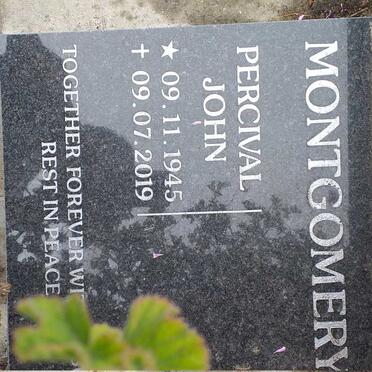 MONTGOMERY
PERCIVAL
JOHN
★ 09.11.1945
✝ 09.07.2019
TOGETHER FOREVER
REST IN PEACE